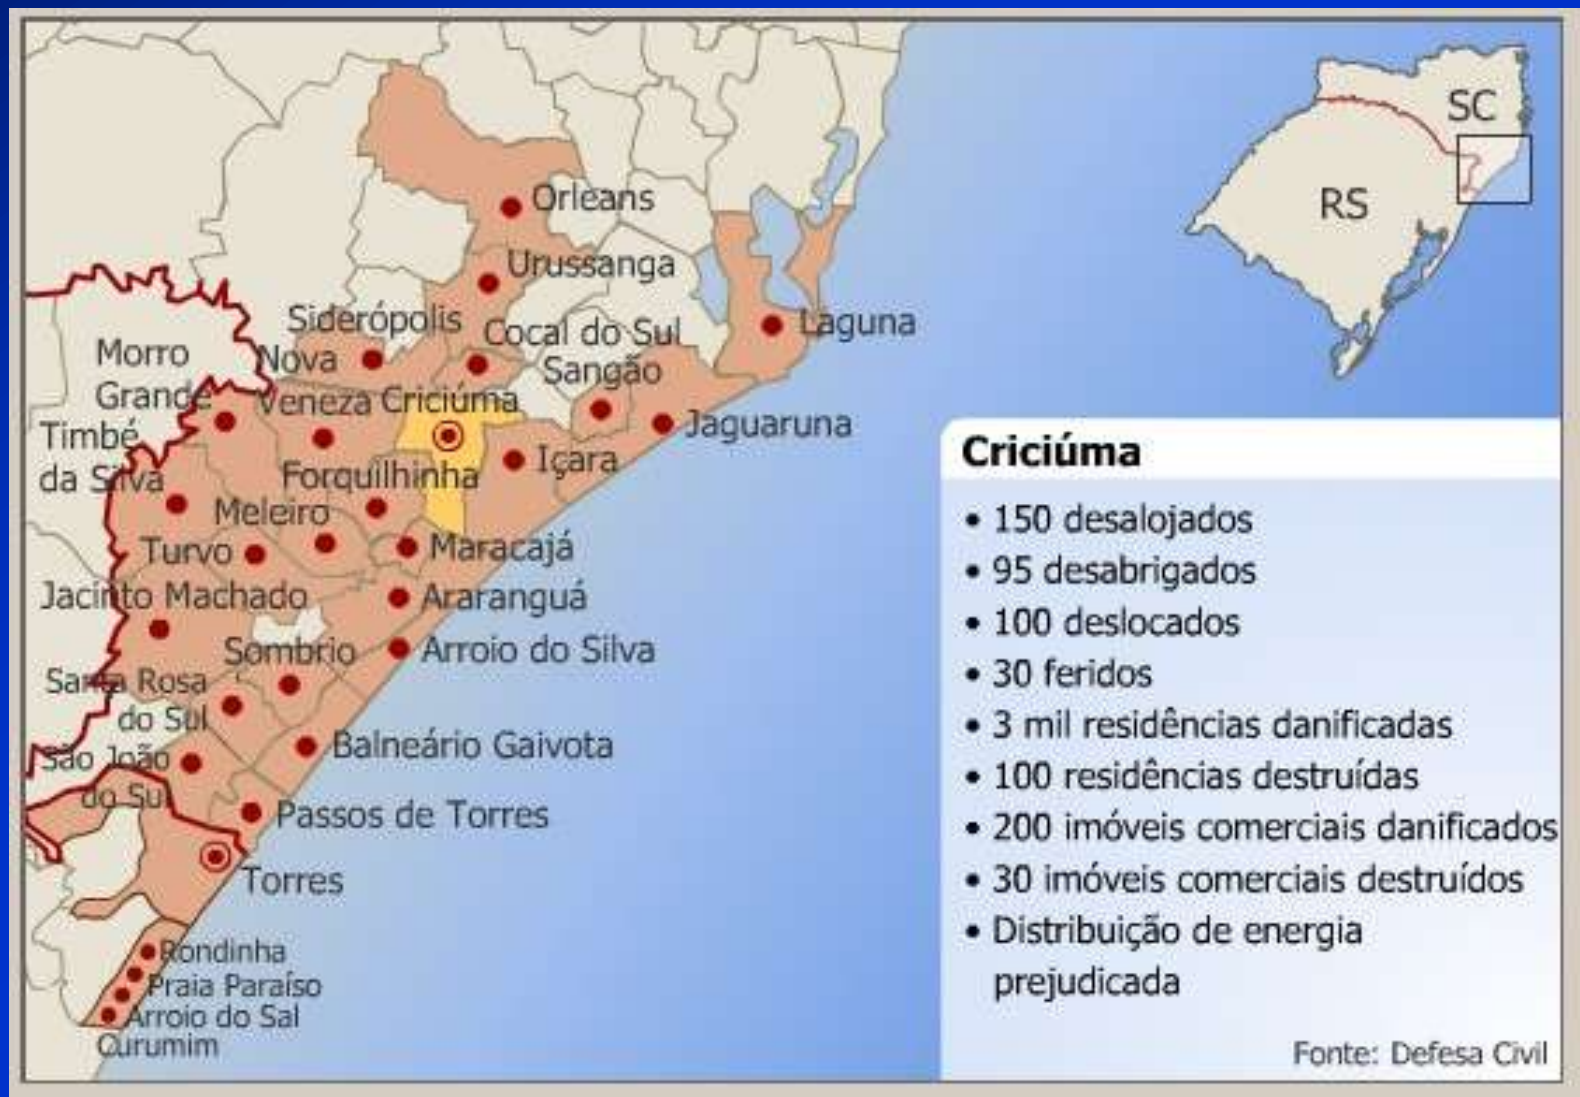 SC
RS
Orleans
Urussanga
Siderópolis
Cocal do Sul
Laguna
Morro
Grande
Nova
Veneza
Sangão
Criciúma
Jaguaruna
Timbé
da Silva
Içara
Forquilhinha
Meleiro
Turvo
Maracajá
Jacinto Machado
Araranguá
Sombrio
Arroio do Silva
Santa Rosa
do Sul
Balneário Gaivota
São João
do Sul
Passos de Torres
Torres
Rondinha
Praia Paraíso
Arroio do Sal
Curumim
Criciúma
• 150 desalojados
• 95 desabrigados
• 100 deslocados
• 30 feridos
• 3 mil residências danificadas
• 100 residências destruídas
• 200 imóveis comerciais danificados
• 30 imóveis comerciais destruídos
• Distribuição de energia
prejudicada
Fonte: Defesa Civil